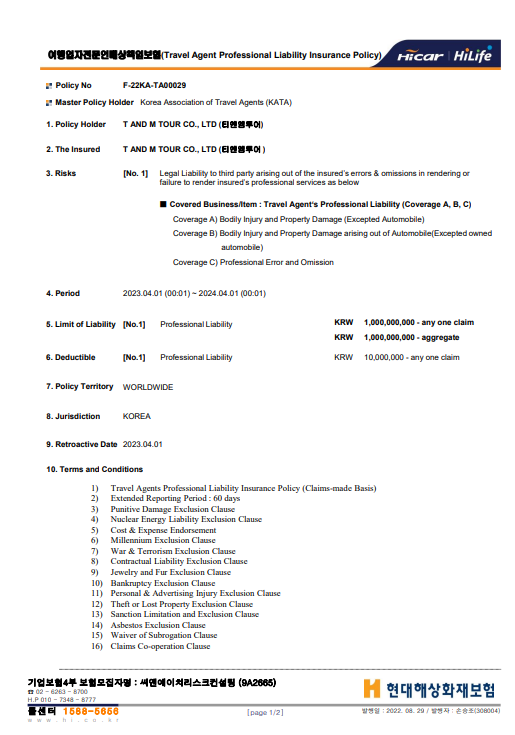 여행업자전문인배상책임보험(Travel Agent Professional Liability Insurance Policy)
Hicar HiLife
Policy No F-22KA-TA00029
Master Policy Holder Korea Association of Travel Agents (KATA)
1. Policy Holder T AND M TOUR CO., LTD (티앤엠투어)
2. The Insured T AND M TOUR CO., LTD (티앤엠투어 )
3. Risks [No. 1] Legal Liability to third party arising out of the insured's errors & omissions in rendering or
failure to render insured's professional services as below
■ Covered Business/Item : Travel Agent's Professional Liability (Coverage A, B, C)
Coverage A) Bodily Injury and Property Damage (Excepted Automobile)
Coverage B) Bodily Injury and Property Damage arising out of Automobile(Excepted owned
automobile)
Coverage C) Professional Error and Omission
4. Period 2023.04.01 (00:01) ~ 2024.04.01 (00:01)
5. Limit of Liability [No.1] Professional Liability KRW 1,000,000,000 - any one claim
KRW 1,000,000,000 - aggregate
6. Deductible [No.1] Professional Liability KRW 10,000,000 - any one claim
7. Policy Territory WORLDWIDE
8. Jurisdiction KOREA
9. Retroactive Date 2023.04.01
10. Terms and Conditions
1) Travel Agents Professional Liability Insurance Policy (Claims-made Basis)
2) Extended Reporting Period : 60 days
3) Punitive Damage Exclusion Clause
4) Nuclear Energy Liability Exclusion Clause
5) Cost & Expense Endorsement
6) Millennium Exclusion Clause
7) War & Terrorism Exclusion Clause
8) Contractual Liability Exclusion Clause
9) Jewelry and Fur Exclusion Clause
10) Bankruptcy Exclusion Clause
11) Personal & Advertising Injury Exclusion Clause
12) Theft or Lost Property Exclusion Clause
13) Sanction Limitation and Exclusion Clause
14) Asbestos Exclusion Clause
15) Waiver of Subrogation Clause
16) Claims Co-operation Clause
기업보험4부 보험모집자명 : 씨앤에이치리스크컨설팅 (9A2665)
☎ 02 - 6263 - 8700
H.P 010 - 7348 - 8777
콜센터 1588-5656
www.hi.co.kr
[page 1/2]
현대해상화재보험
발행일 : 2022. 08. 29 / 발행자 : 손승조(308004)